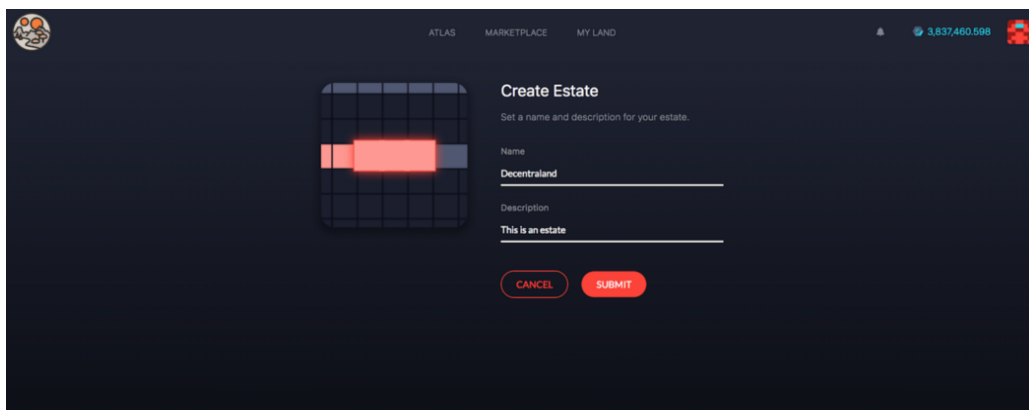 ATLAS MARKETPLACE MY LAND 3,837,460.598
Create Estate
Set a name and description for your estate.
Name
Decentraland
Description
This is an estate
CANCEL SUBMIT